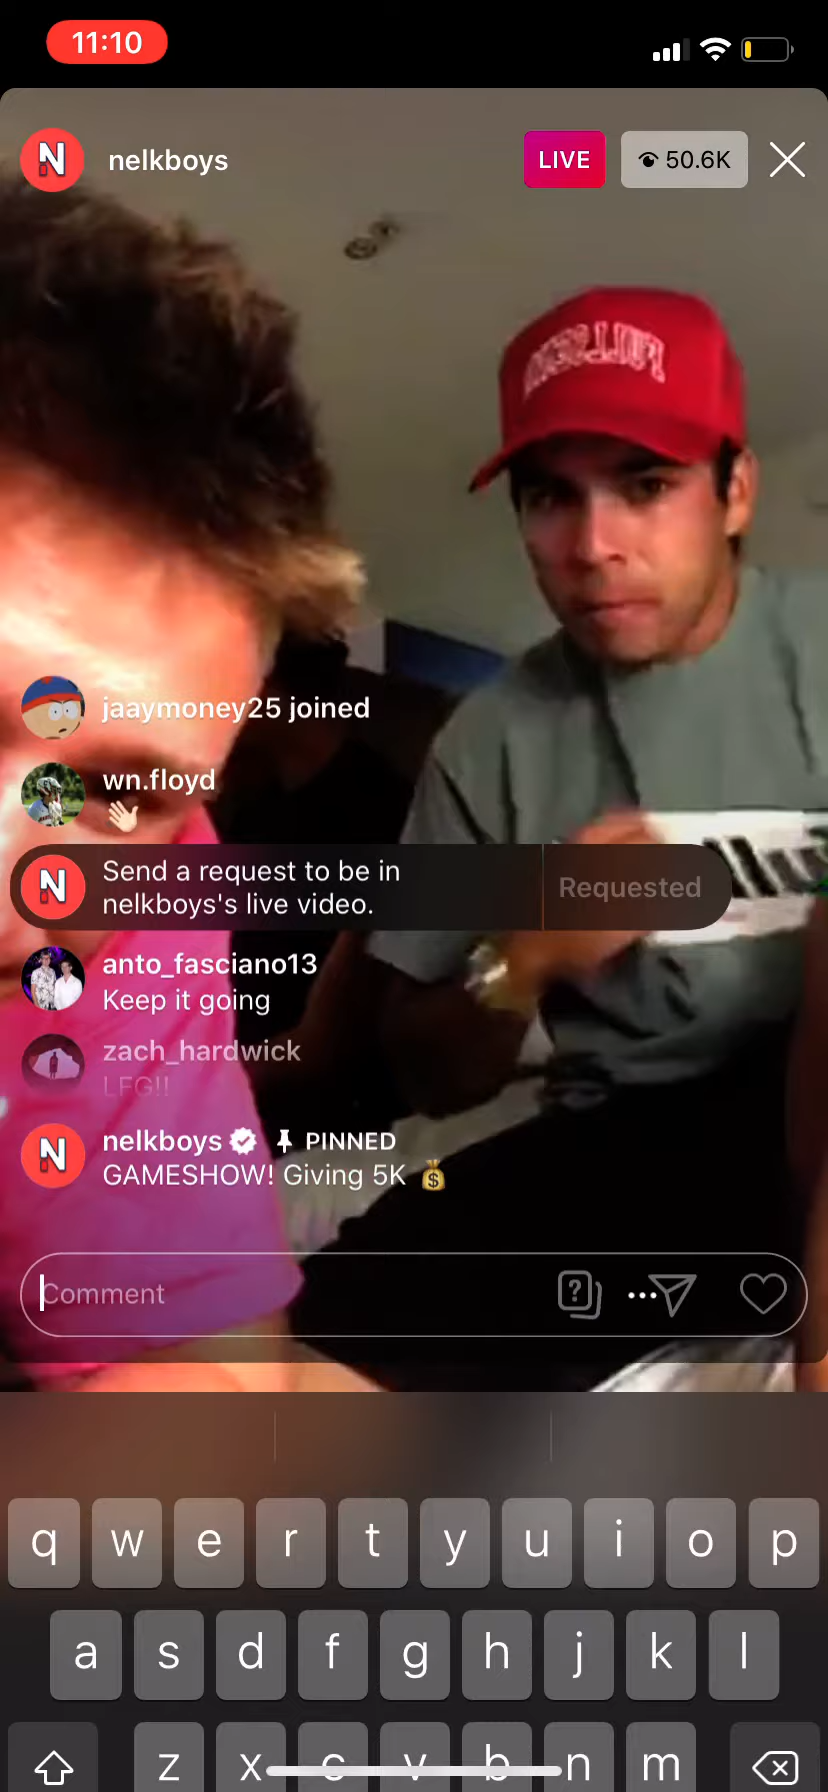 11:10
N
nelkboys
LIVE
50.6K
jaaymoney25 joined
wn.floyd
👋🏻
N
Send a request to be in
nelkboys's live video.
Requested
anto_fasciano13
Keep it going
zach_hardwick
LFG!!
N
nelkboys PINNED
GAMESHOW! Giving 5K 💰
Comment
q w e r t y u i o p
a s d f g h j k l
z x c v b n m